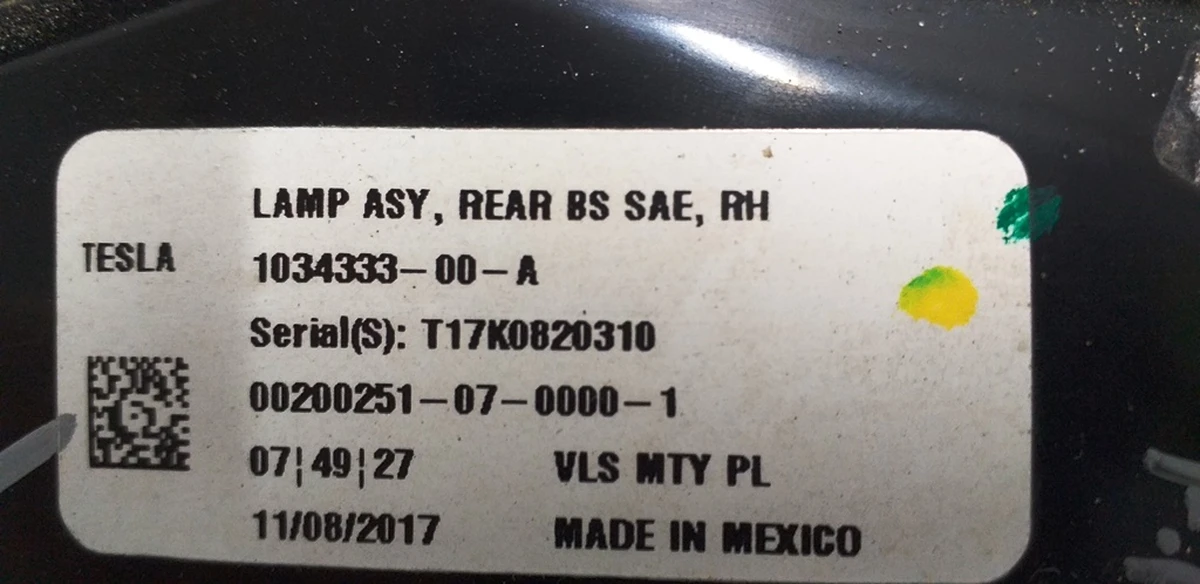 LAMP ASY, REAR BS SAE, RH
TESLA
1034333-00-A
Serial(S): T17K0820310
00200251-07-0000-1
07¦49¦27 VLS MTY PL
11/08/2017 MADE IN MEXICO